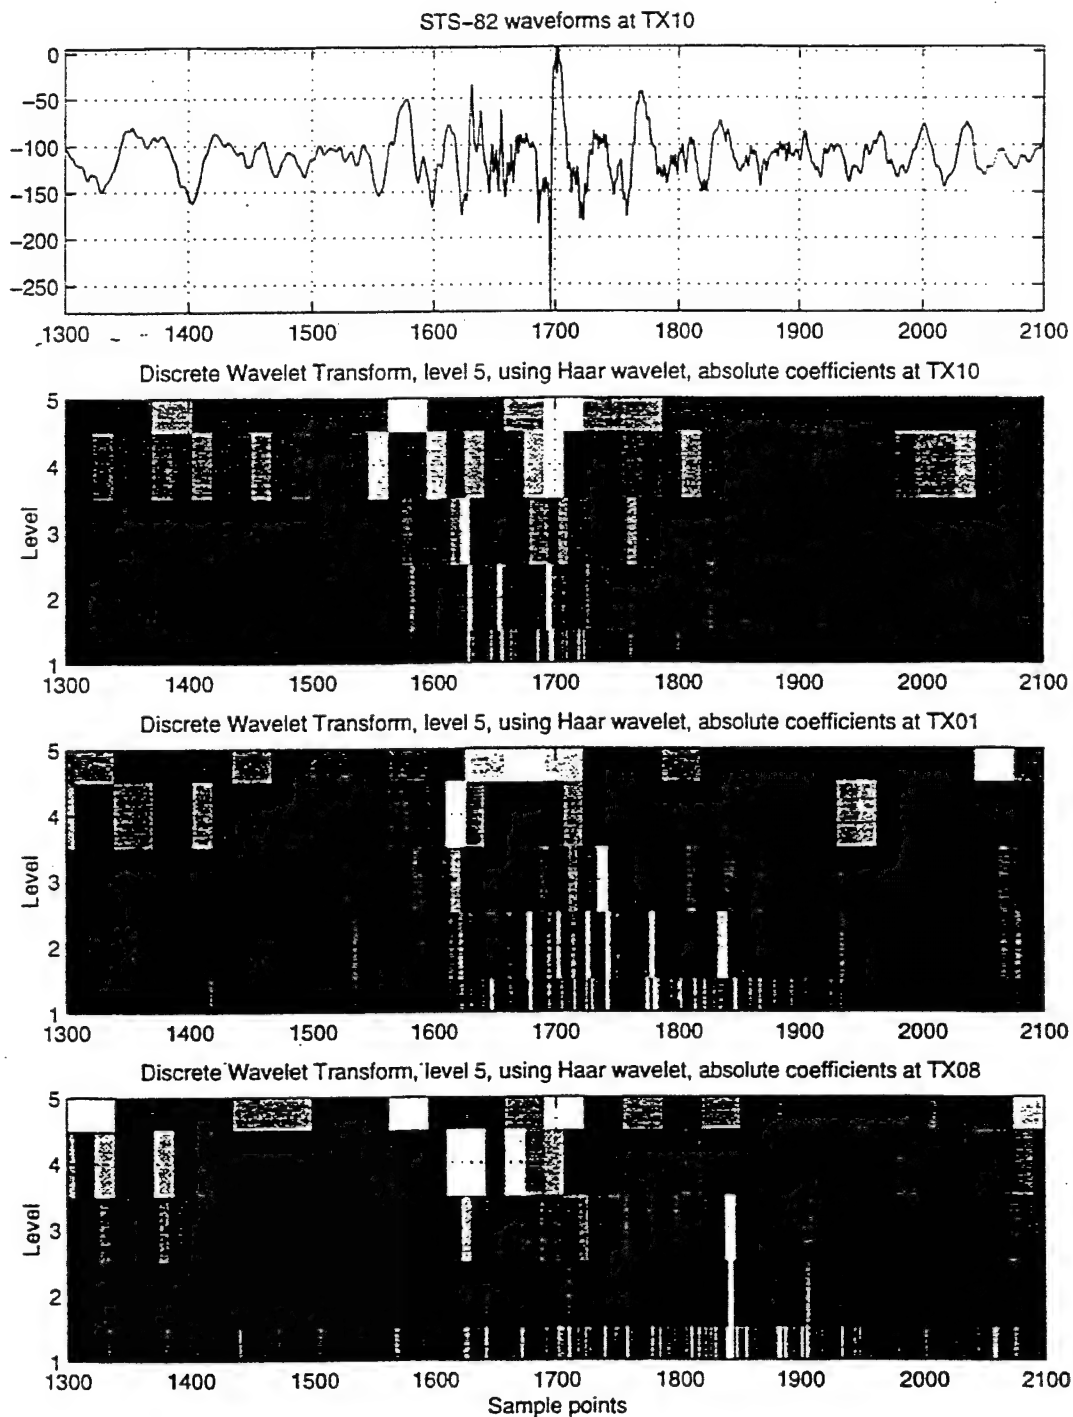 STS-82 waveforms at TX10
0
-50
-100
-150
-200
-250
1300 1400 1500 1600 1700 1800 1900 2000 2100
Discrete Wavelet Transform, level 5, using Haar wavelet, absolute coefficients at TX10
5
4
3
2
1
Level
1300 1400 1500 1600 1700 1800 1900 2000 2100
Discrete Wavelet Transform, level 5, using Haar wavelet, absolute coefficients at TX01
5
4
3
2
1
Level
1300 1400 1500 1600 1700 1800 1900 2000 2100
Discrete Wavelet Transform, level 5, using Haar wavelet, absolute coefficients at TX08
5
4
3
2
1
Level
1300 1400 1500 1600 1700 1800 1900 2000 2100
Sample points